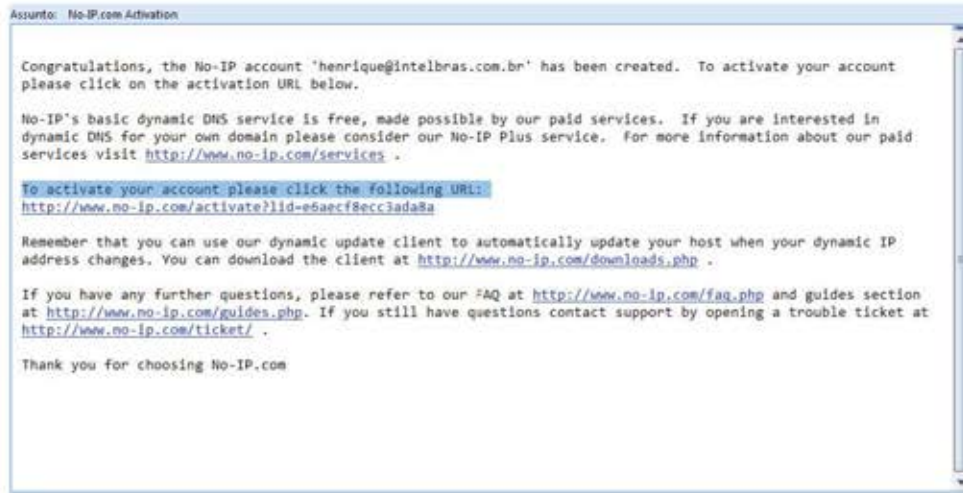 Assunto: No-IP.com Activation
Congratulations, the No-IP account 'henrique@intelbras.com.br' has been created. To activate your account
please click on the activation URL below.
No-IP's basic dynamic DNS service is free, made possible by our paid services. If you are interested in
dynamic DNS for your own domain please consider our No-IP Plus service. For more information about our paid
services visit http://www.no-ip.com/services .
To activate your account please click the following URL:
http://www.no-ip.com/activate?lid=e6aecf8ecc3ada8a
Remember that you can use our dynamic update client to automatically update your host when your dynamic IP
address changes. You can download the client at http://www.no-ip.com/downloads.php .
If you have any further questions, please refer to our FAQ at http://www.no-ip.com/faq.php and guides section
at http://www.no-ip.com/guides.php. If you still have questions contact support by opening a trouble ticket at
http://www.no-ip.com/ticket/ .
Thank you for choosing No-IP.com